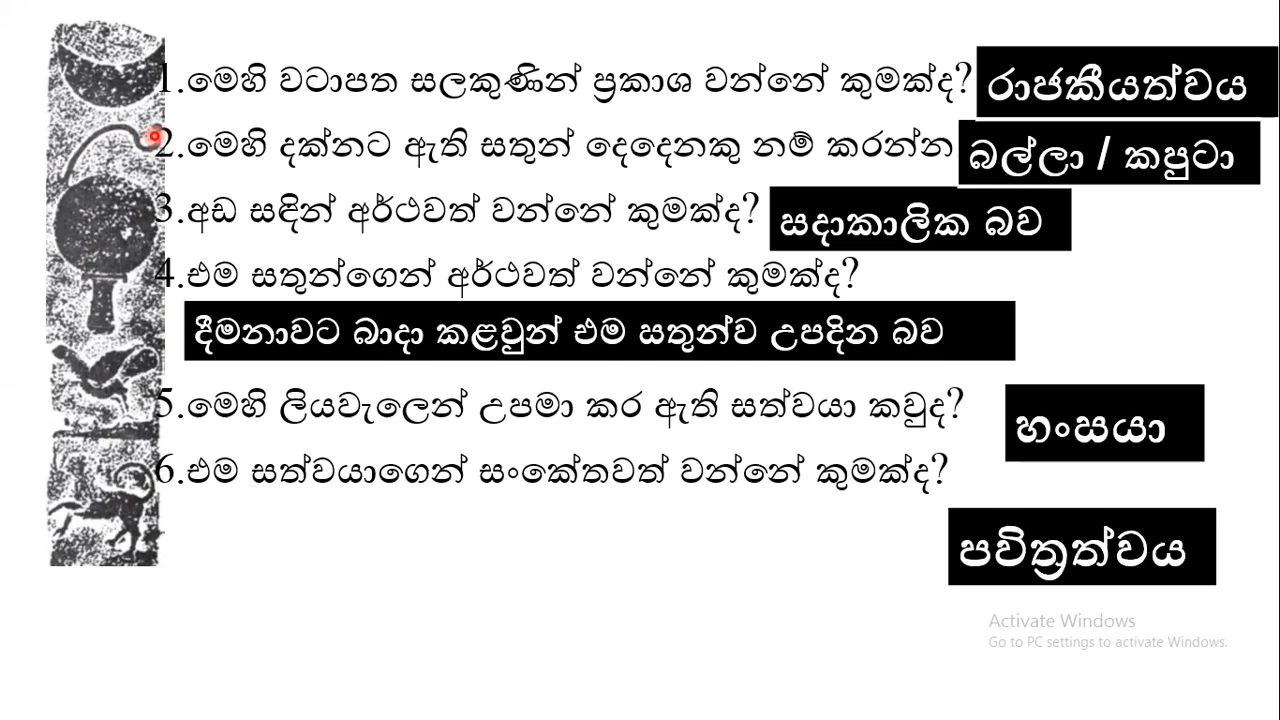 1.මෙහි වටාපත සලකුණින් ප්‍රකාශ වන්නේ කුමක්ද? රාජකීයත්වය
2.මෙහි දක්නට ඇති සතුන් දෙදෙනකු නම් කරන්න බල්ලා / කපුටා
3.අඩ සඳින් අර්ථවත් වන්නේ කුමක්ද? සදාකාලික බව
4.එම සතුන්ගෙන් අර්ථවත් වන්නේ කුමක්ද?
දීමනාවට බාදා කළවුන් එම සතුන්ව උපදින බව
5.මෙහි ලියවැලෙන් උපමා කර ඇති සත්වයා කවුද? හංසයා
6.එම සත්වයාගෙන් සංකේතවත් වන්නේ කුමක්ද?
පවිත්‍රත්වය
Activate Windows
Go to PC settings to activate Windows.